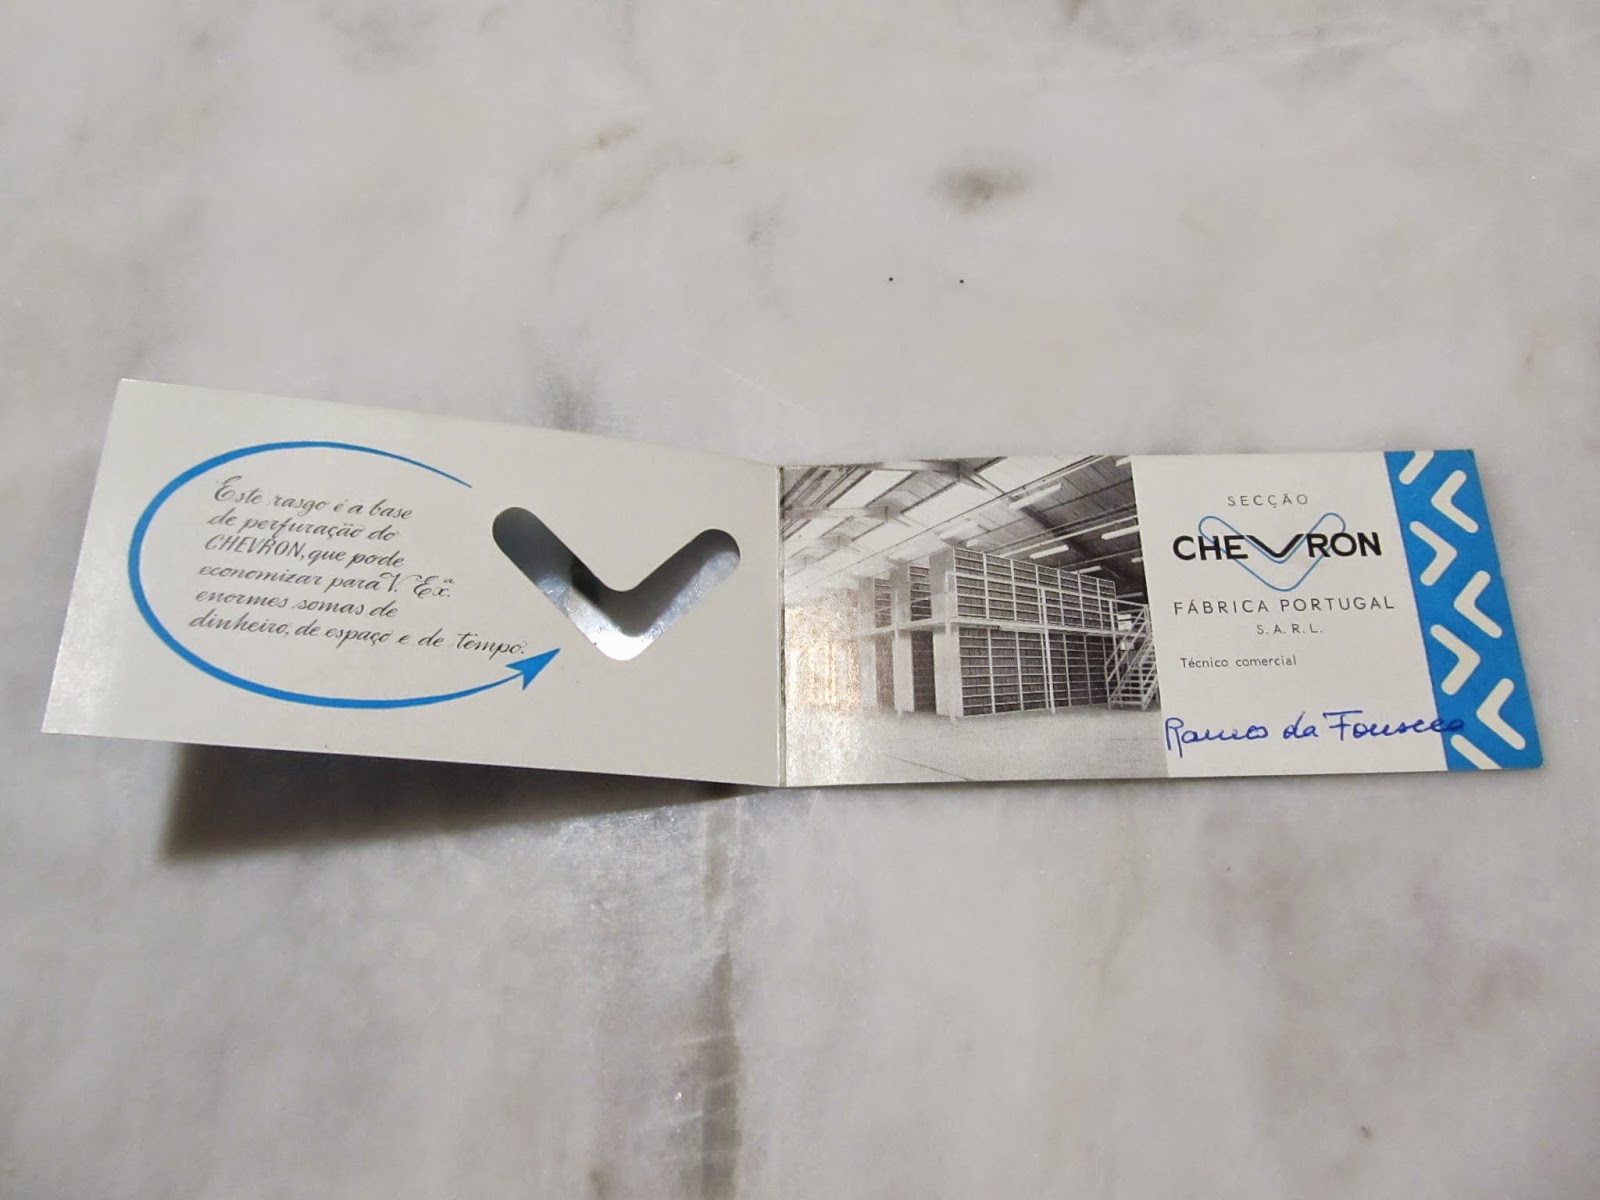 Este rasgo é a base
de perfuração do
CHEVRON, que pode
economizar para V. Ex.ª
enormes somas de
dinheiro, de espaço e de tempo.
SECÇÃO
CHEVRON
FÁBRICA PORTUGAL
S.A.R.L.
Técnico comercial
Ramos da Fonseca